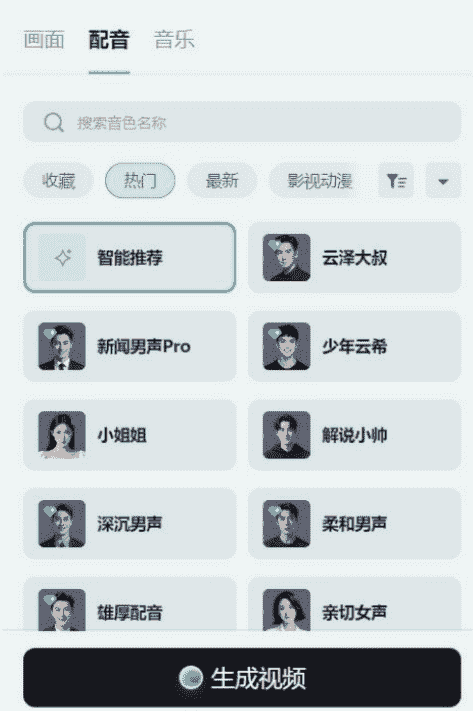 画面 配音 音乐
搜索音色名称
收藏 热门 最新 影视动漫
智能推荐 云泽大叔
新闻男声Pro 少年云希
小姐姐 解说小帅
深沉男声 柔和男声
雄厚配音 亲切女声
生成视频